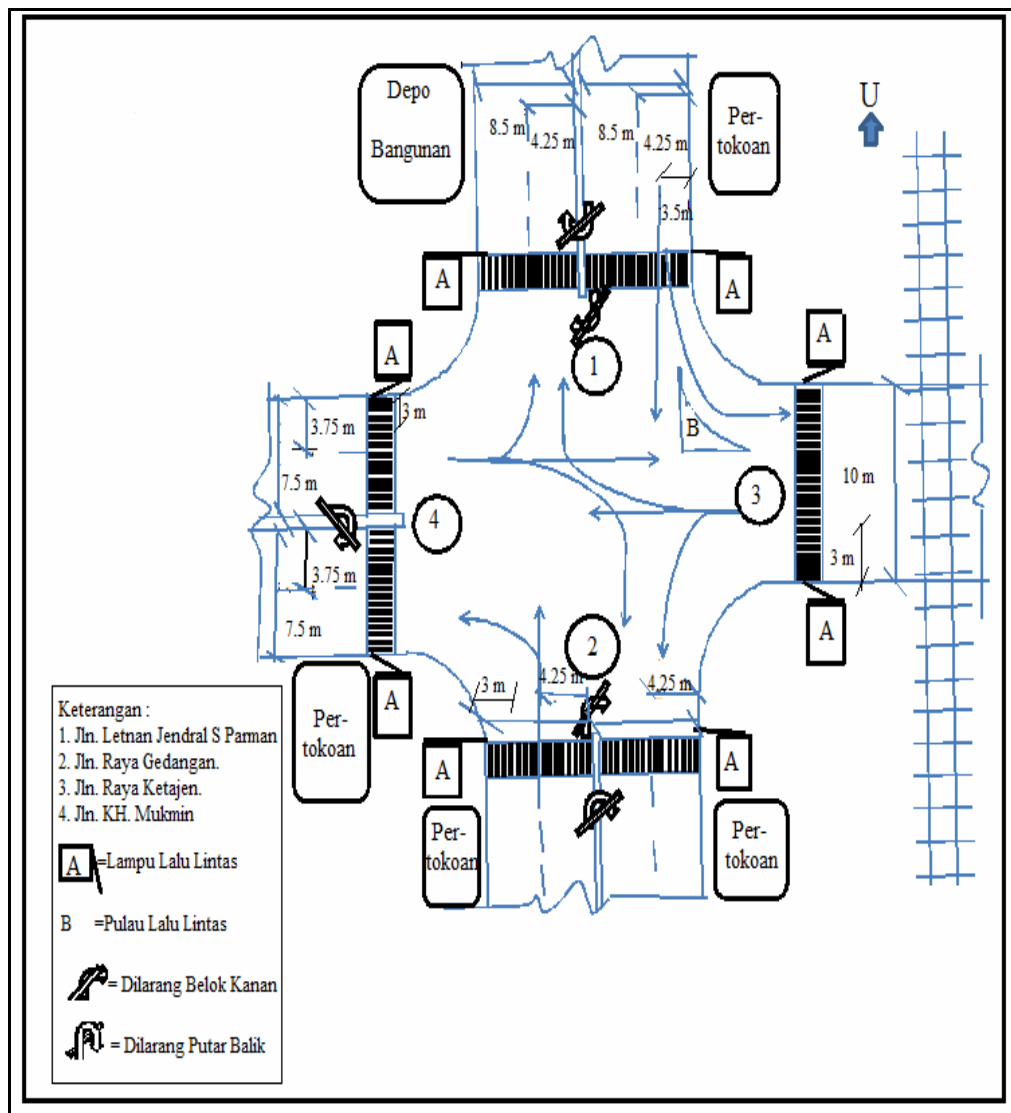 Depo
Bangunan
Per-
tokoan
U
8.5 m
4.25 m
8.5 m
4.25 m
3.5m
A
A
A
A
1
3 m
3.75 m
B
7.5 m
4
3
10 m
3 m
3.75 m
7.5 m
2
A
A
4.25 m
4.25 m
3 m
Per-
tokoan
A
A
Per-
tokoan
Per-
tokoan
Keterangan :
1. Jln. Letnan Jendral S Parman
2. Jln. Raya Gedangan.
3. Jln. Raya Ketajen.
4. Jln. KH. Mukmin
A =Lampu Lalu Lintas
B =Pulau Lalu Lintas
= Dilarang Belok Kanan
= Dilarang Putar Balik